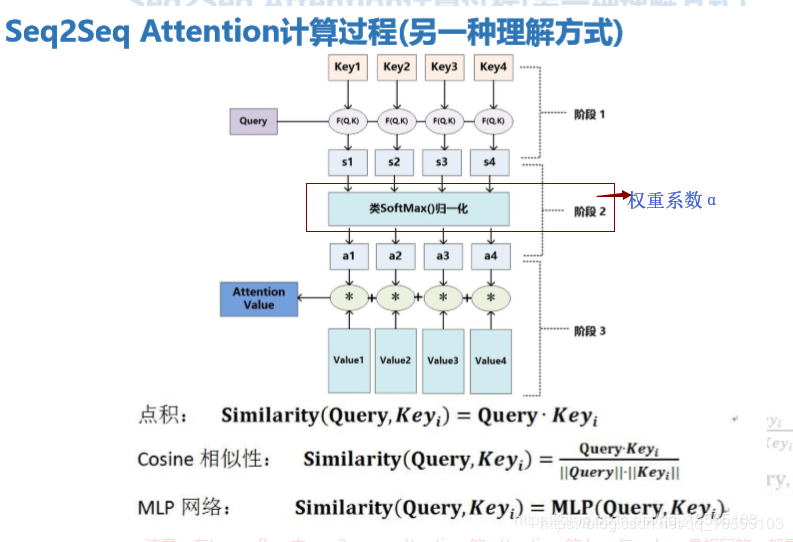 Seq2Seq Attention计算过程(另一种理解方式)
Key1 Key2 Key3 Key4
Query F(Q,K) F(Q,K) F(Q,K) F(Q,K) 阶段 1
s1 s2 s3 s4
类SoftMax()归一化 阶段 2 权重系数 α
a1 a2 a3 a4
Attention Value * + * + * + *
Value1 Value2 Value3 Value4 阶段 3
点积： Similarity(Query, Keyᵢ) = Query · Keyᵢ
Cosine 相似性： Similarity(Query, Keyᵢ) = Query·Keyᵢ / ||Query||·||Keyᵢ||
MLP 网络： Similarity(Query, Keyᵢ) = MLP(Query, Keyᵢ)